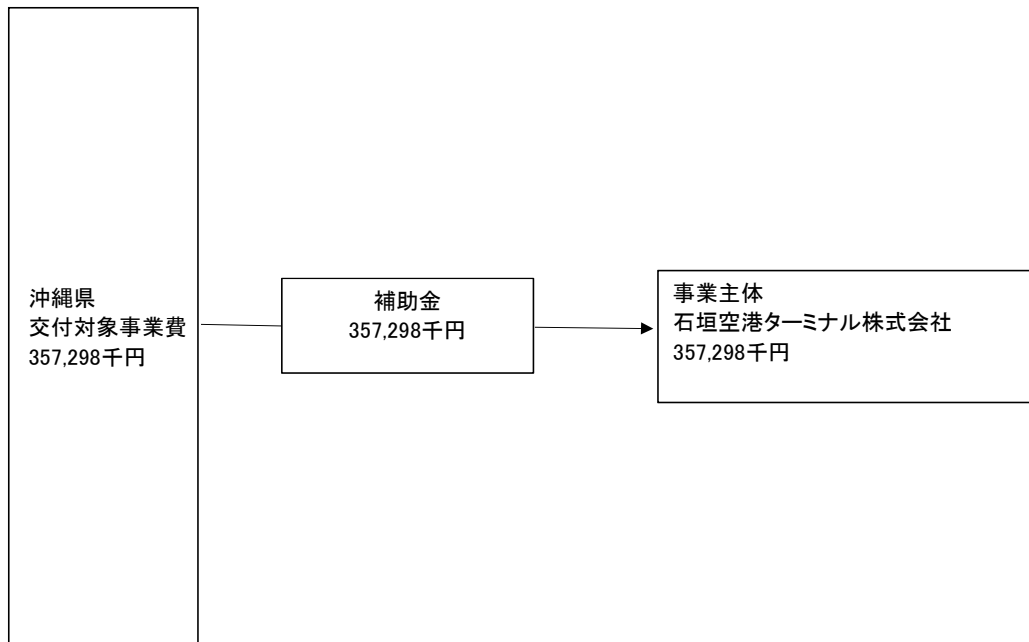 沖縄県
交付対象事業費
357,298千円
補助金
357,298千円
事業主体
石垣空港ターミナル株式会社
357,298千円